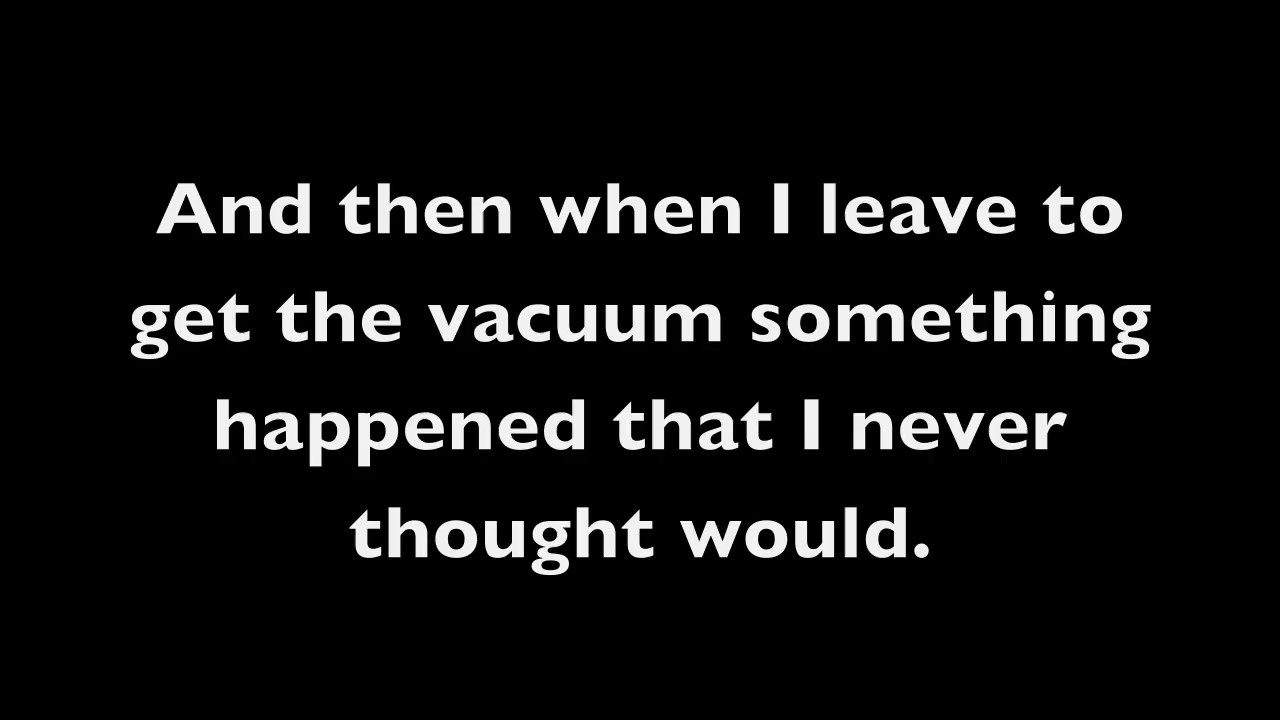 And then when I leave to
get the vacuum something
happened that I never
thought would.